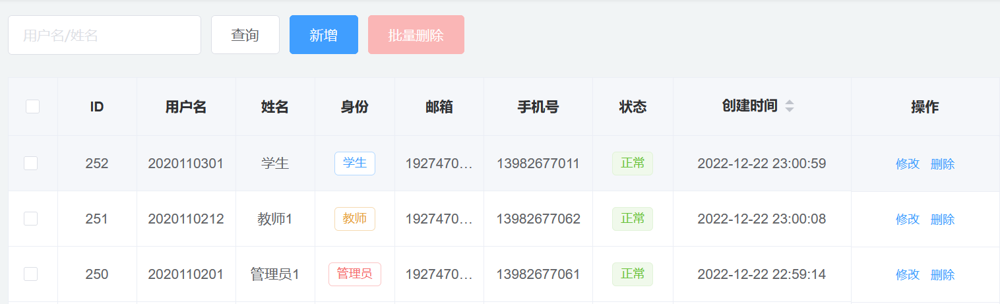 用户名/姓名 查询 新增 批量删除
ID 用户名 姓名 身份 邮箱 手机号 状态 创建时间 操作
252 2020110301 学生 学生 1927470... 13982677011 正常 2022-12-22 23:00:59 修改 删除
251 2020110212 教师1 教师 1927470... 13982677062 正常 2022-12-22 23:00:08 修改 删除
250 2020110201 管理员1 管理员 1927470... 13982677061 正常 2022-12-22 22:59:14 修改 删除